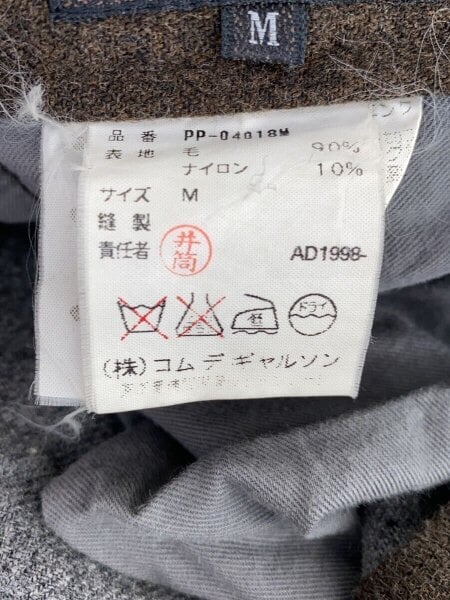 M
品番 PP-04018M
表地 毛 90%
ナイロン 10%
サイズ M
縫製
責任者 井筒 AD1998-
ドライ
(株)コムデギャルソン